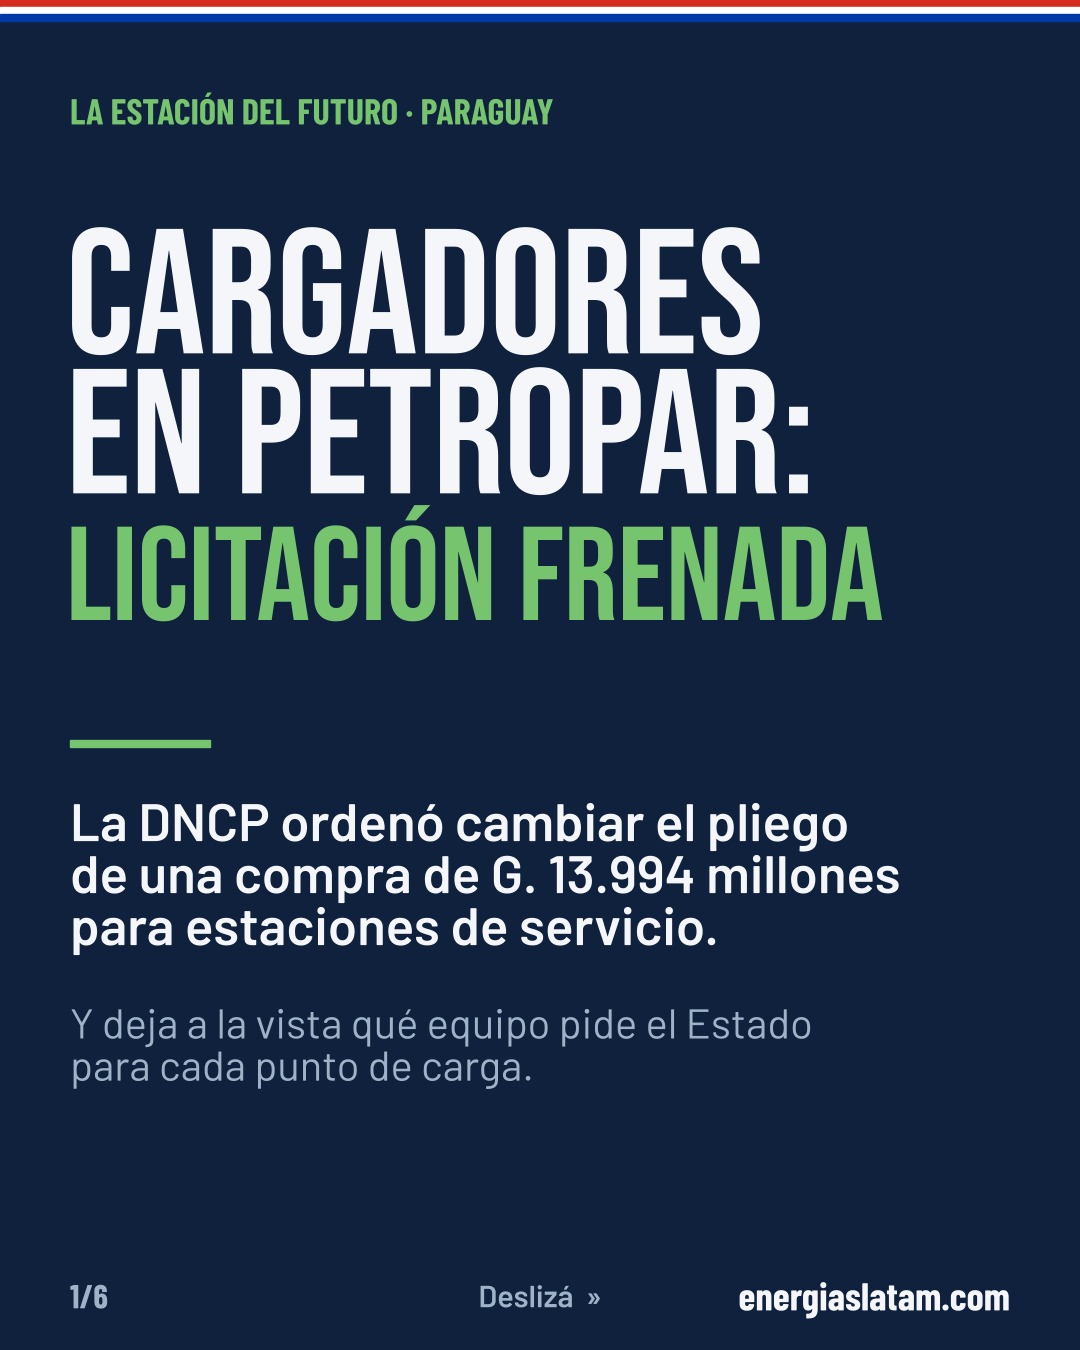 LA ESTACIÓN DEL FUTURO · PARAGUAY
CARGADORES
EN PETROPAR:
LICITACIÓN FRENADA
La DNCP ordenó cambiar el pliego
de una compra de G. 13.994 millones
para estaciones de servicio.
Y deja a la vista qué equipo pide el Estado
para cada punto de carga.
1/6
Deslizá »
energiaslatam.com